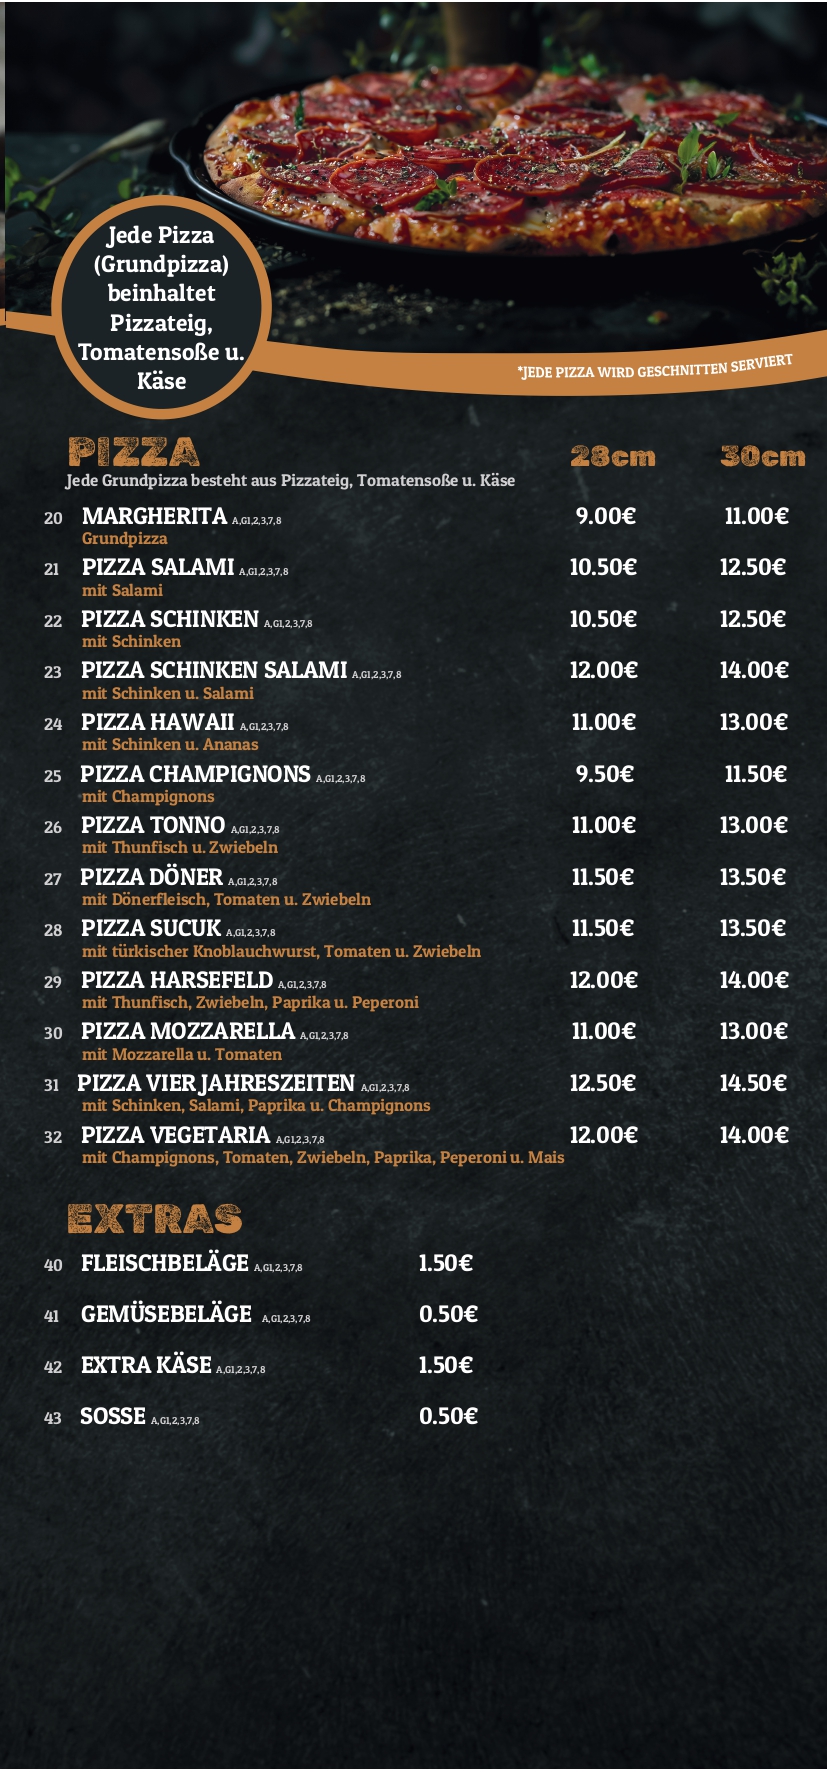 Jede Pizza
(Grundpizza)
beinhaltet
Pizzateig,
Tomatensoße u.
Käse
*JEDE PIZZA WIRD GESCHNITTEN SERVIERT
PIZZA 28cm 30cm
Jede Grundpizza besteht aus Pizzateig, Tomatensoße u. Käse
20 MARGHERITA A,G1,2,3,7,8 9.00€ 11.00€
Grundpizza
21 PIZZA SALAMI A,G1,2,3,7,8 10.50€ 12.50€
mit Salami
22 PIZZA SCHINKEN A,G1,2,3,7,8 10.50€ 12.50€
mit Schinken
23 PIZZA SCHINKEN SALAMI A,G1,2,3,7,8 12.00€ 14.00€
mit Schinken u. Salami
24 PIZZA HAWAII A,G1,2,3,7,8 11.00€ 13.00€
mit Schinken u. Ananas
25 PIZZA CHAMPIGNONS A,G1,2,3,7,8 9.50€ 11.50€
mit Champignons
26 PIZZA TONNO A,G1,2,3,7,8 11.00€ 13.00€
mit Thunfisch u. Zwiebeln
27 PIZZA DÖNER A,G1,2,3,7,8 11.50€ 13.50€
mit Dönerfleisch, Tomaten u. Zwiebeln
28 PIZZA SUCUK A,G1,2,3,7,8 11.50€ 13.50€
mit türkischer Knoblauchwurst, Tomaten u. Zwiebeln
29 PIZZA HARSEFELD A,G1,2,3,7,8 12.00€ 14.00€
mit Thunfisch, Zwiebeln, Paprika u. Peperoni
30 PIZZA MOZZARELLA A,G1,2,3,7,8 11.00€ 13.00€
mit Mozzarella u. Tomaten
31 PIZZA VIER JAHRESZEITEN A,G1,2,3,7,8 12.50€ 14.50€
mit Schinken, Salami, Paprika u. Champignons
32 PIZZA VEGETARIA A,G1,2,3,7,8 12.00€ 14.00€
mit Champignons, Tomaten, Zwiebeln, Paprika, Peperoni u. Mais
EXTRAS
40 FLEISCHBELÄGE A,G1,2,3,7,8 1.50€
41 GEMÜSEBELÄGE A,G1,2,3,7,8 0.50€
42 EXTRA KÄSE A,G1,2,3,7,8 1.50€
43 SOSSE A,G1,2,3,7,8 0.50€